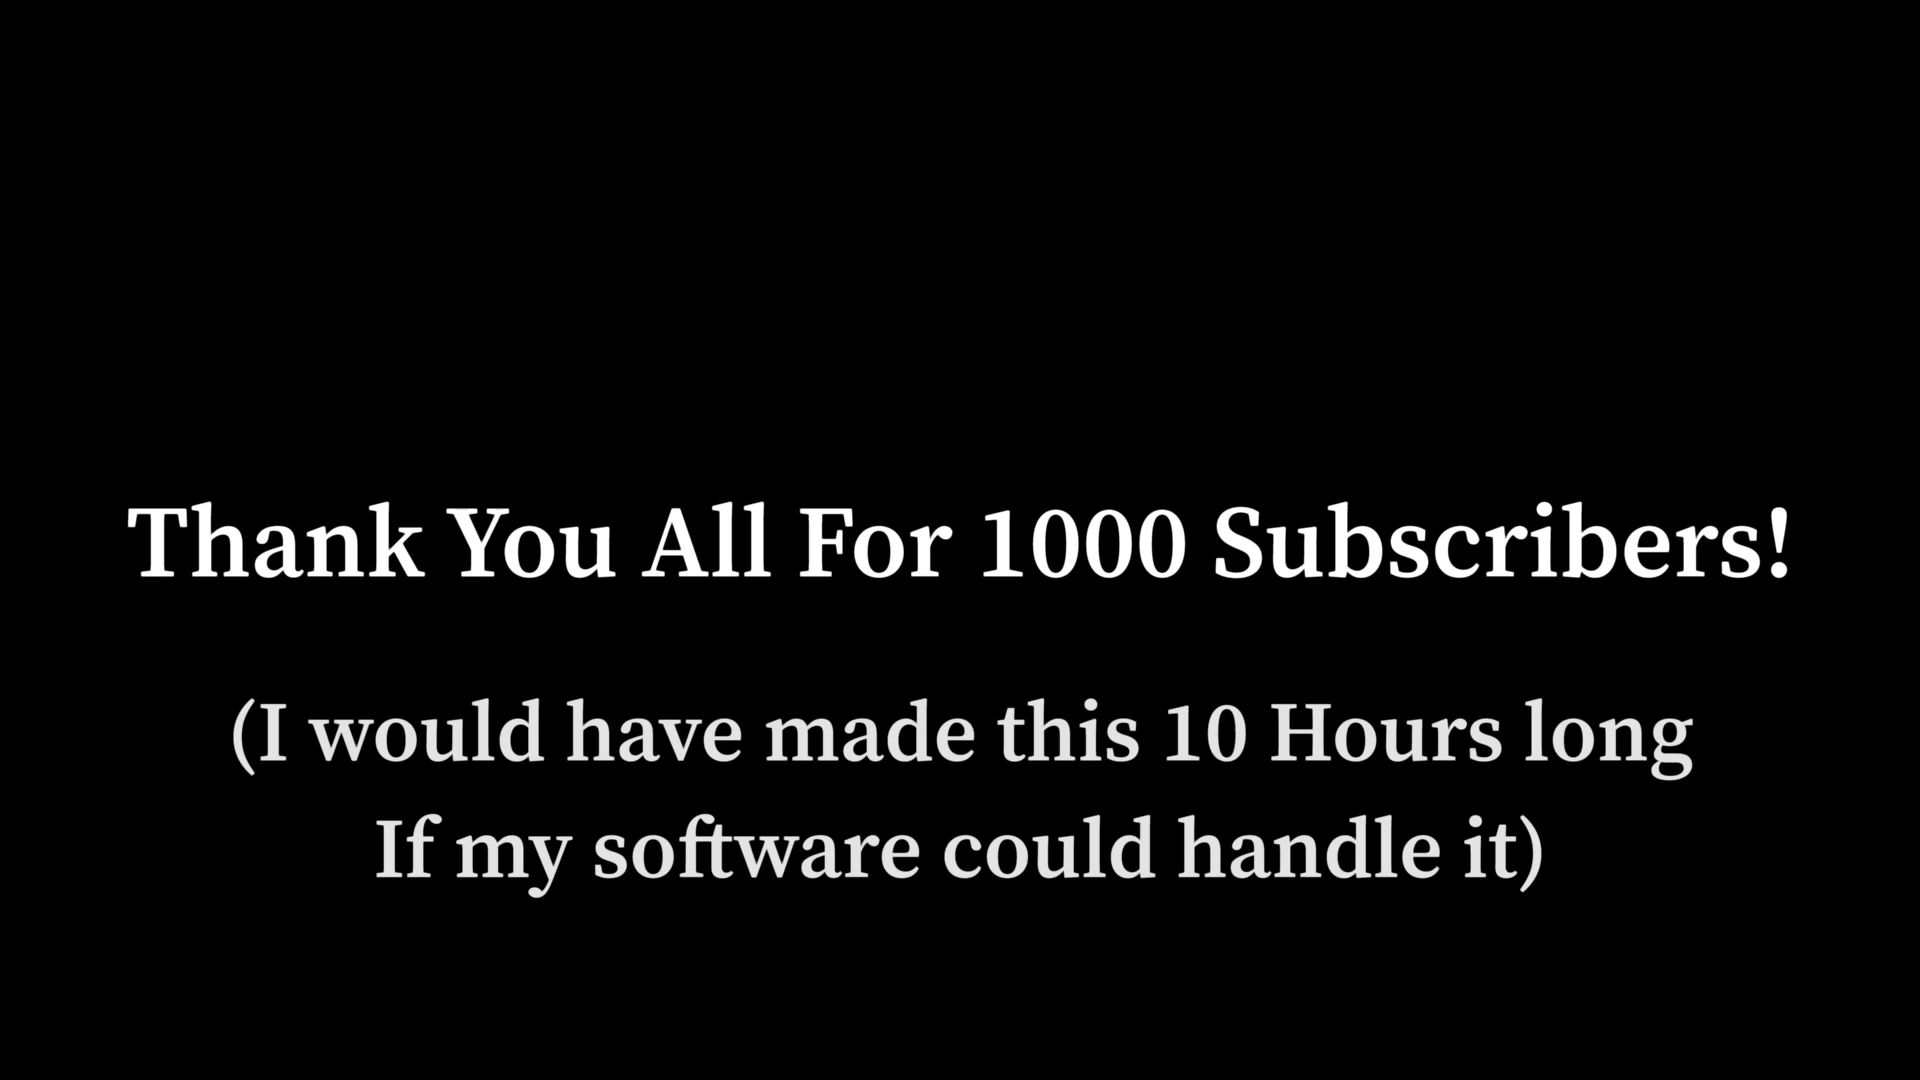 Thank You All For 1000 Subscribers!
(I would have made this 10 Hours long
If my software could handle it)